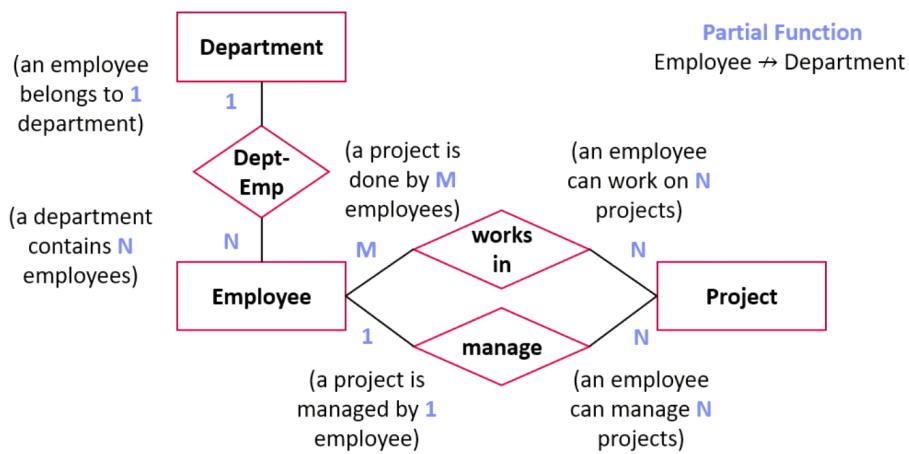 Department
Partial Function
Employee ↛ Department
(an employee
belongs to 1
department)
1
Dept-
Emp
(a project is
done by M
employees)
(an employee
can work on N
projects)
(a department
contains N
employees)
N
M
works
in
N
Employee
Project
1
manage
N
(a project is
managed by 1
employee)
(an employee
can manage N
projects)